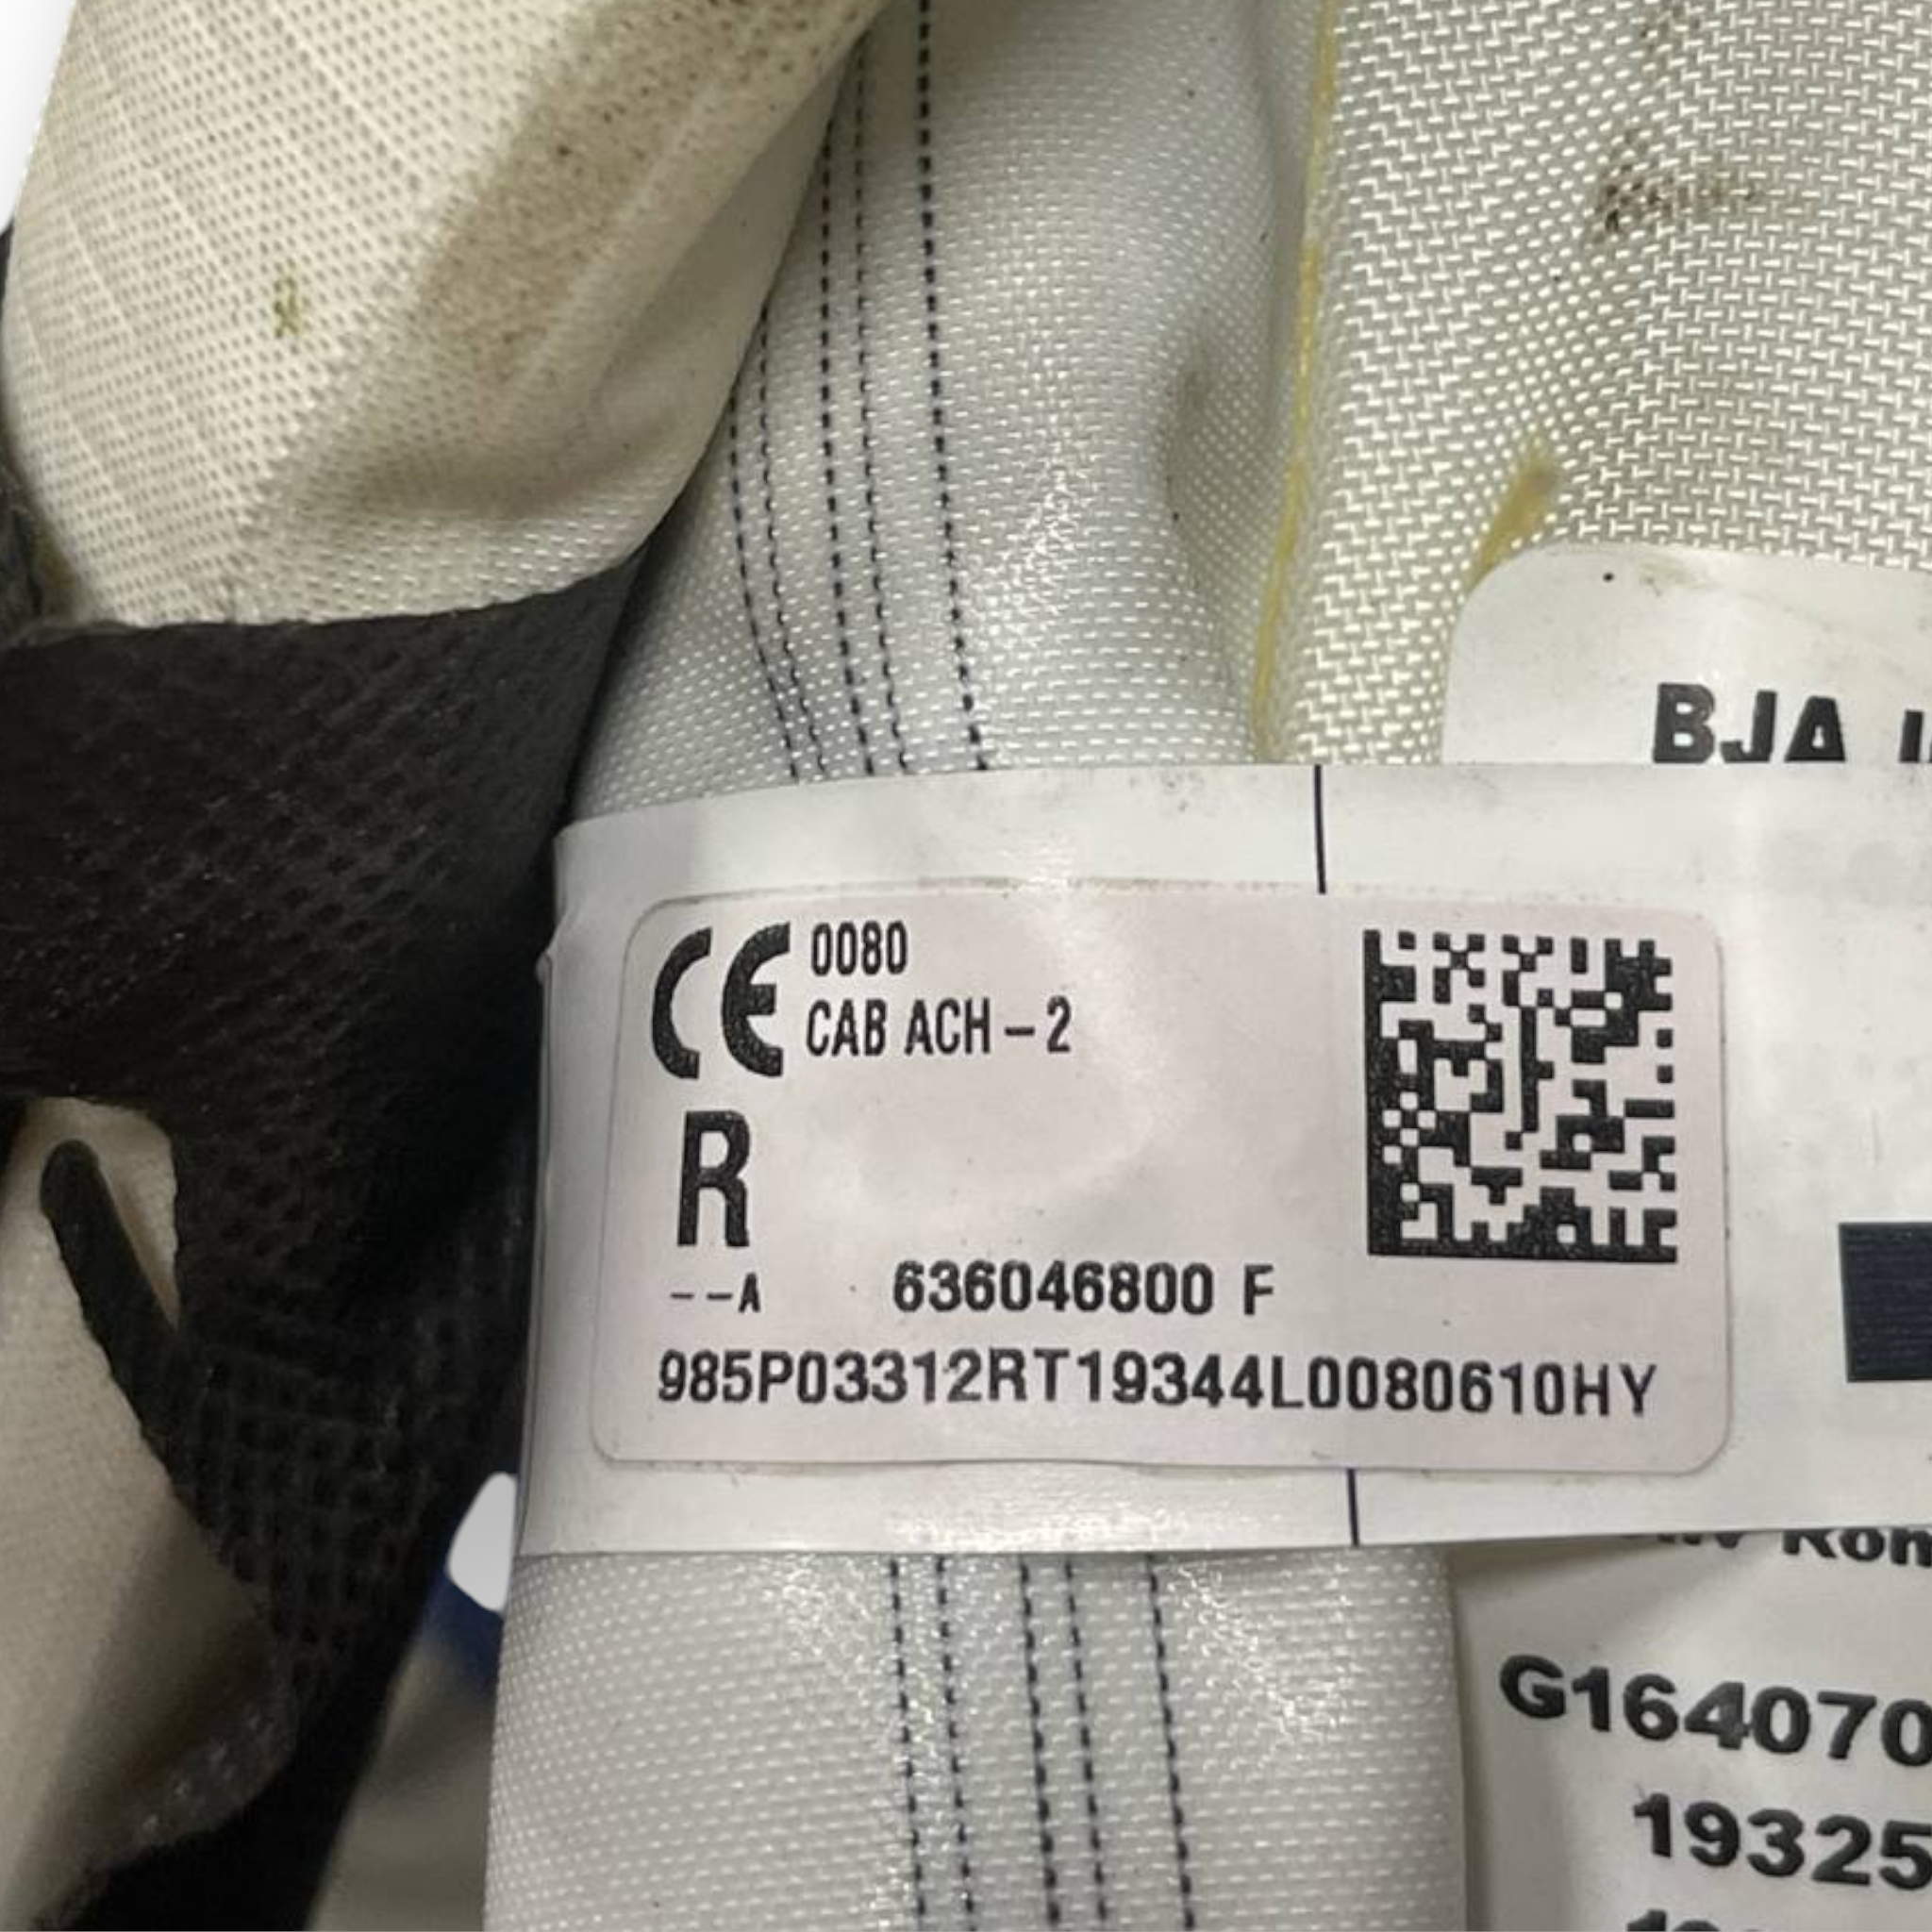 BJA
CE 0080
CAB ACH-2
R
--A 636046800 F
985P03312RT19344L0080610HY
G164070
19325